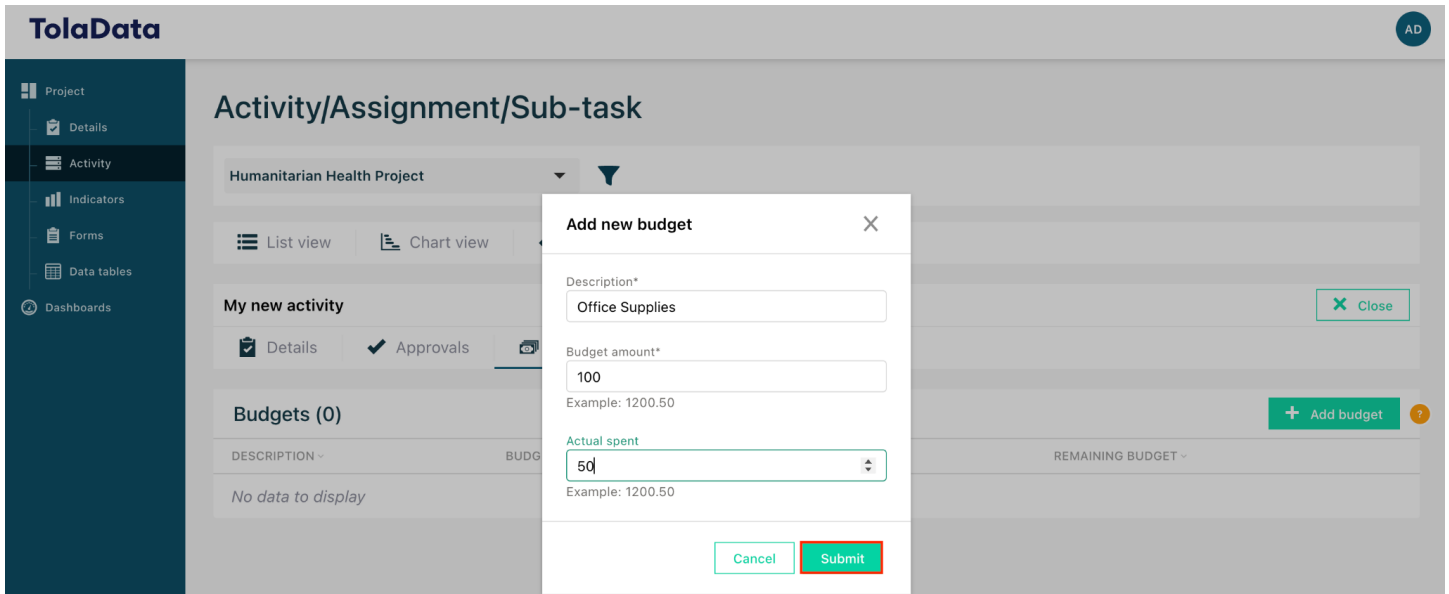 TolaData
AD
Project
Details
Activity
Indicators
Forms
Data tables
Dashboards
Activity/Assignment/Sub-task
Humanitarian Health Project
List view
Chart view
My new activity
Close
Details
Approvals
Budgets (0)
Add budget
?
DESCRIPTION
BUDG
REMAINING BUDGET
No data to display
Add new budget
Description*
Office Supplies
Budget amount*
100
Example: 1200.50
Actual spent
50
Example: 1200.50
Cancel
Submit